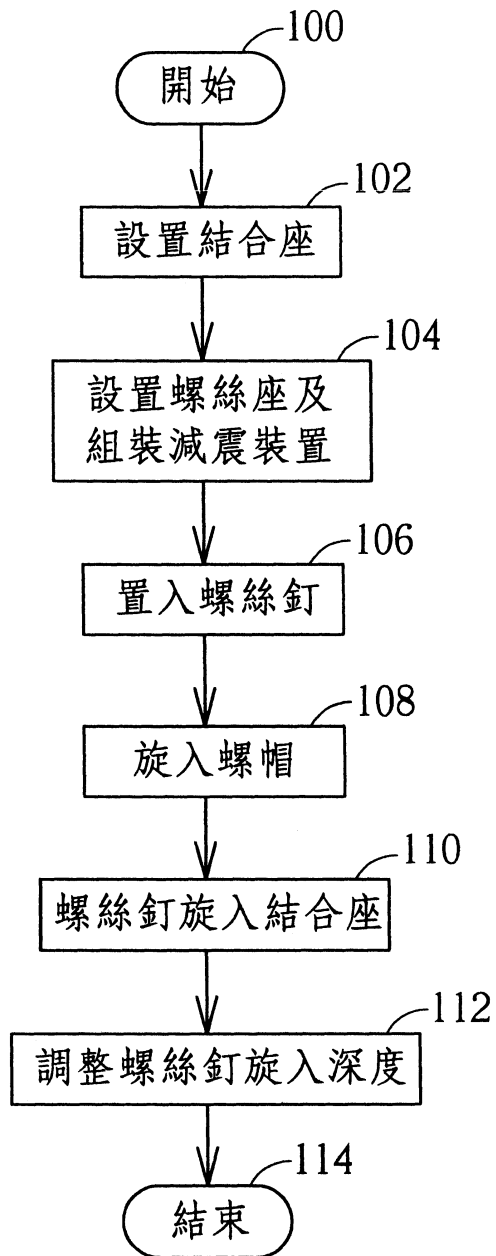 100
開始
102
設置結合座
104
設置螺絲座及
組裝減震裝置
106
置入螺絲釘
108
旋入螺帽
110
螺絲釘旋入結合座
112
調整螺絲釘旋入深度
114
結束